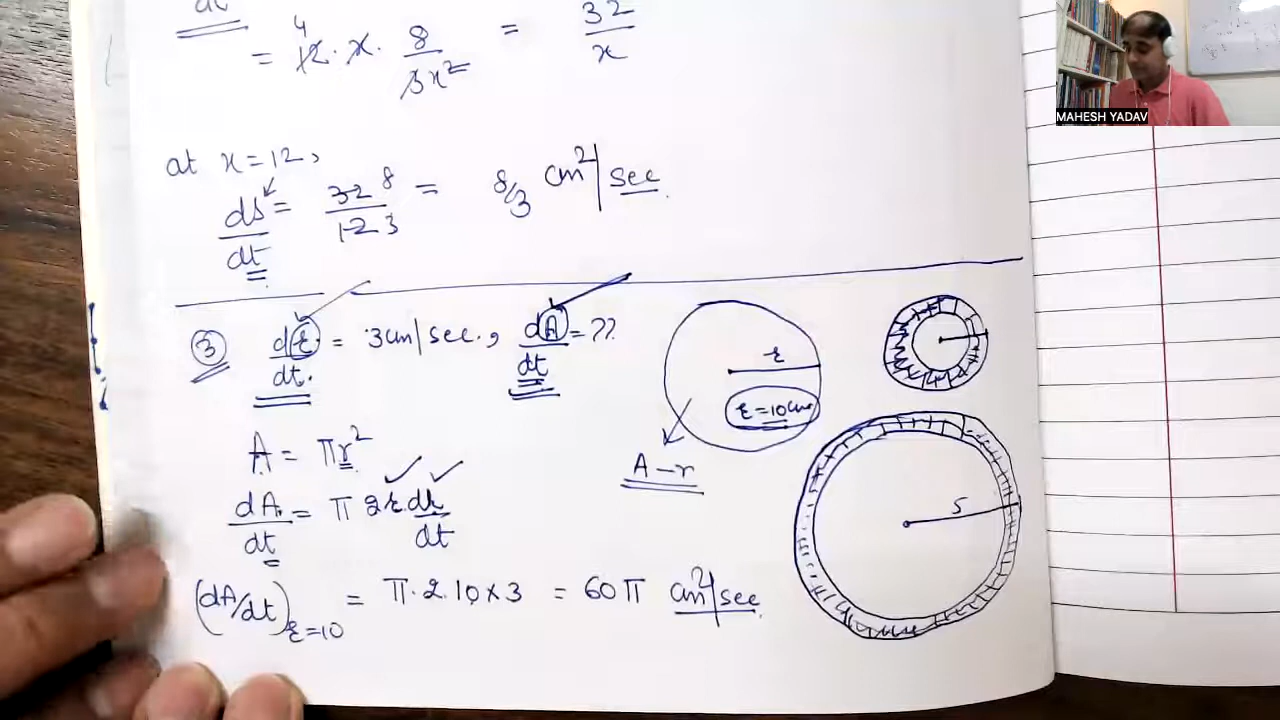 dt
= 12 4 · x · 8/3x² = 32/x
MAHESH YADAV
at x = 12,
ds/dt = 32 8/12 3 = 8/3 cm²/sec.
③ dr/dt. = 3cm/sec., dA/dt = ??
r
r = 10cm
A = πr²
A – r
dA/dt = π 2r.dr/dt
5
(dA/dt)r=10 = π.2.10×3 = 60π cm²/sec.